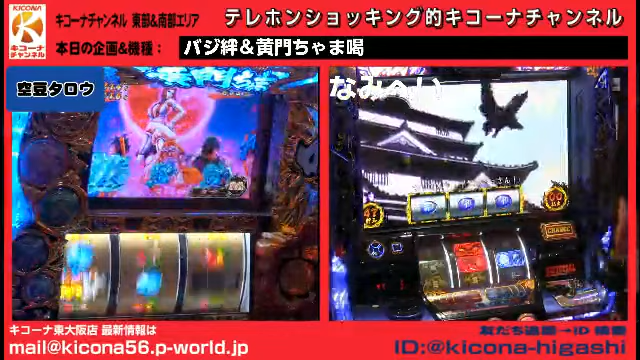 KICONA
キコーナ
チャンネル
キコーナチャンネル 東部&南部エリア
テレホンショッキング的キコーナチャンネル
本日の企画&機種：
バジ絆&黄門ちゃま喝
空豆タロウ
なみへい
CHANCE
キコーナ東大阪店 最新情報は
mail@kicona56.p-world.jp
友だち追加→ID 検索
ID:@kicona-higashi